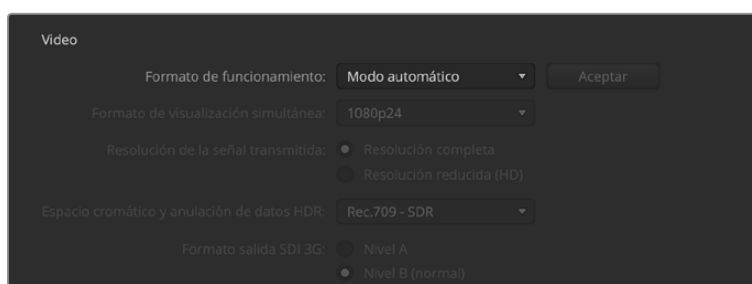 Video
Formato de funcionamiento: Modo automático Aceptar
Formato de visualización simultánea: 1080p24
Resolución de la señal transmitida: Resolución completa
Resolución reducida (HD)
Espacio cromático y anulación de datos HDR: Rec.709 - SDR
Formato salida SDI 3G: Nivel A
Nivel B (normal)